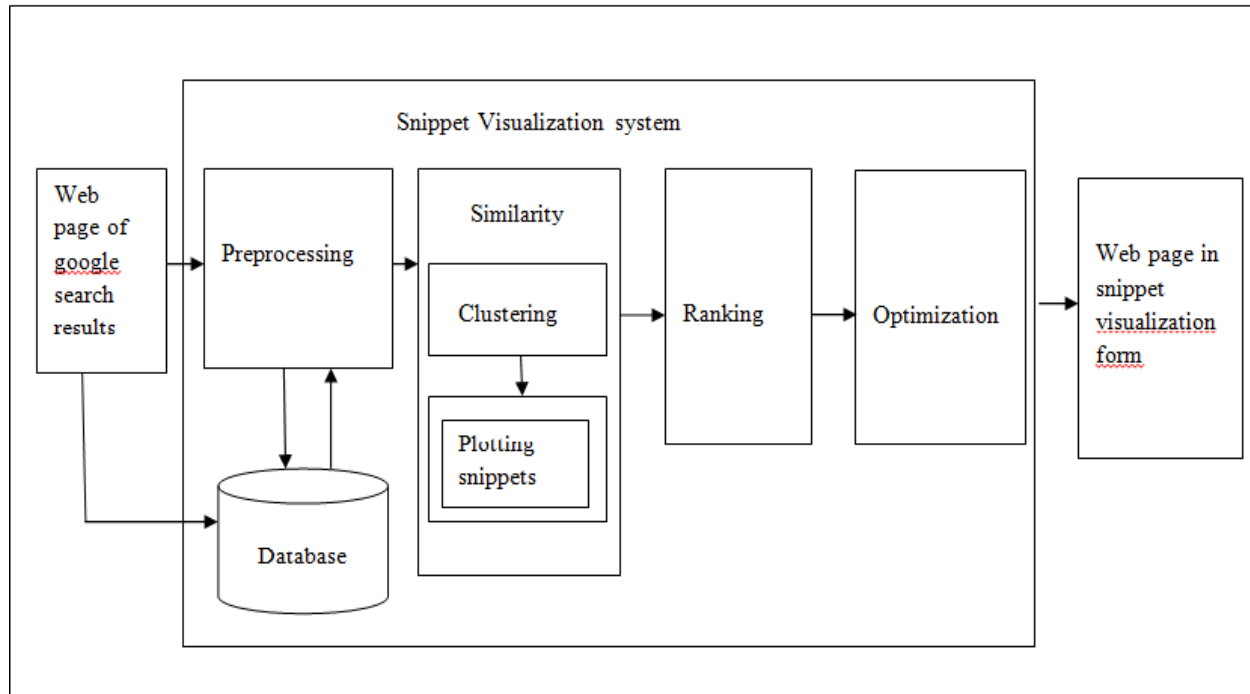 Snippet Visualization system
Web
page of
google
search
results
Preprocessing
Database
Similarity
Clustering
Plotting
snippets
Ranking
Optimization
Web page in
snippet
visualization
form